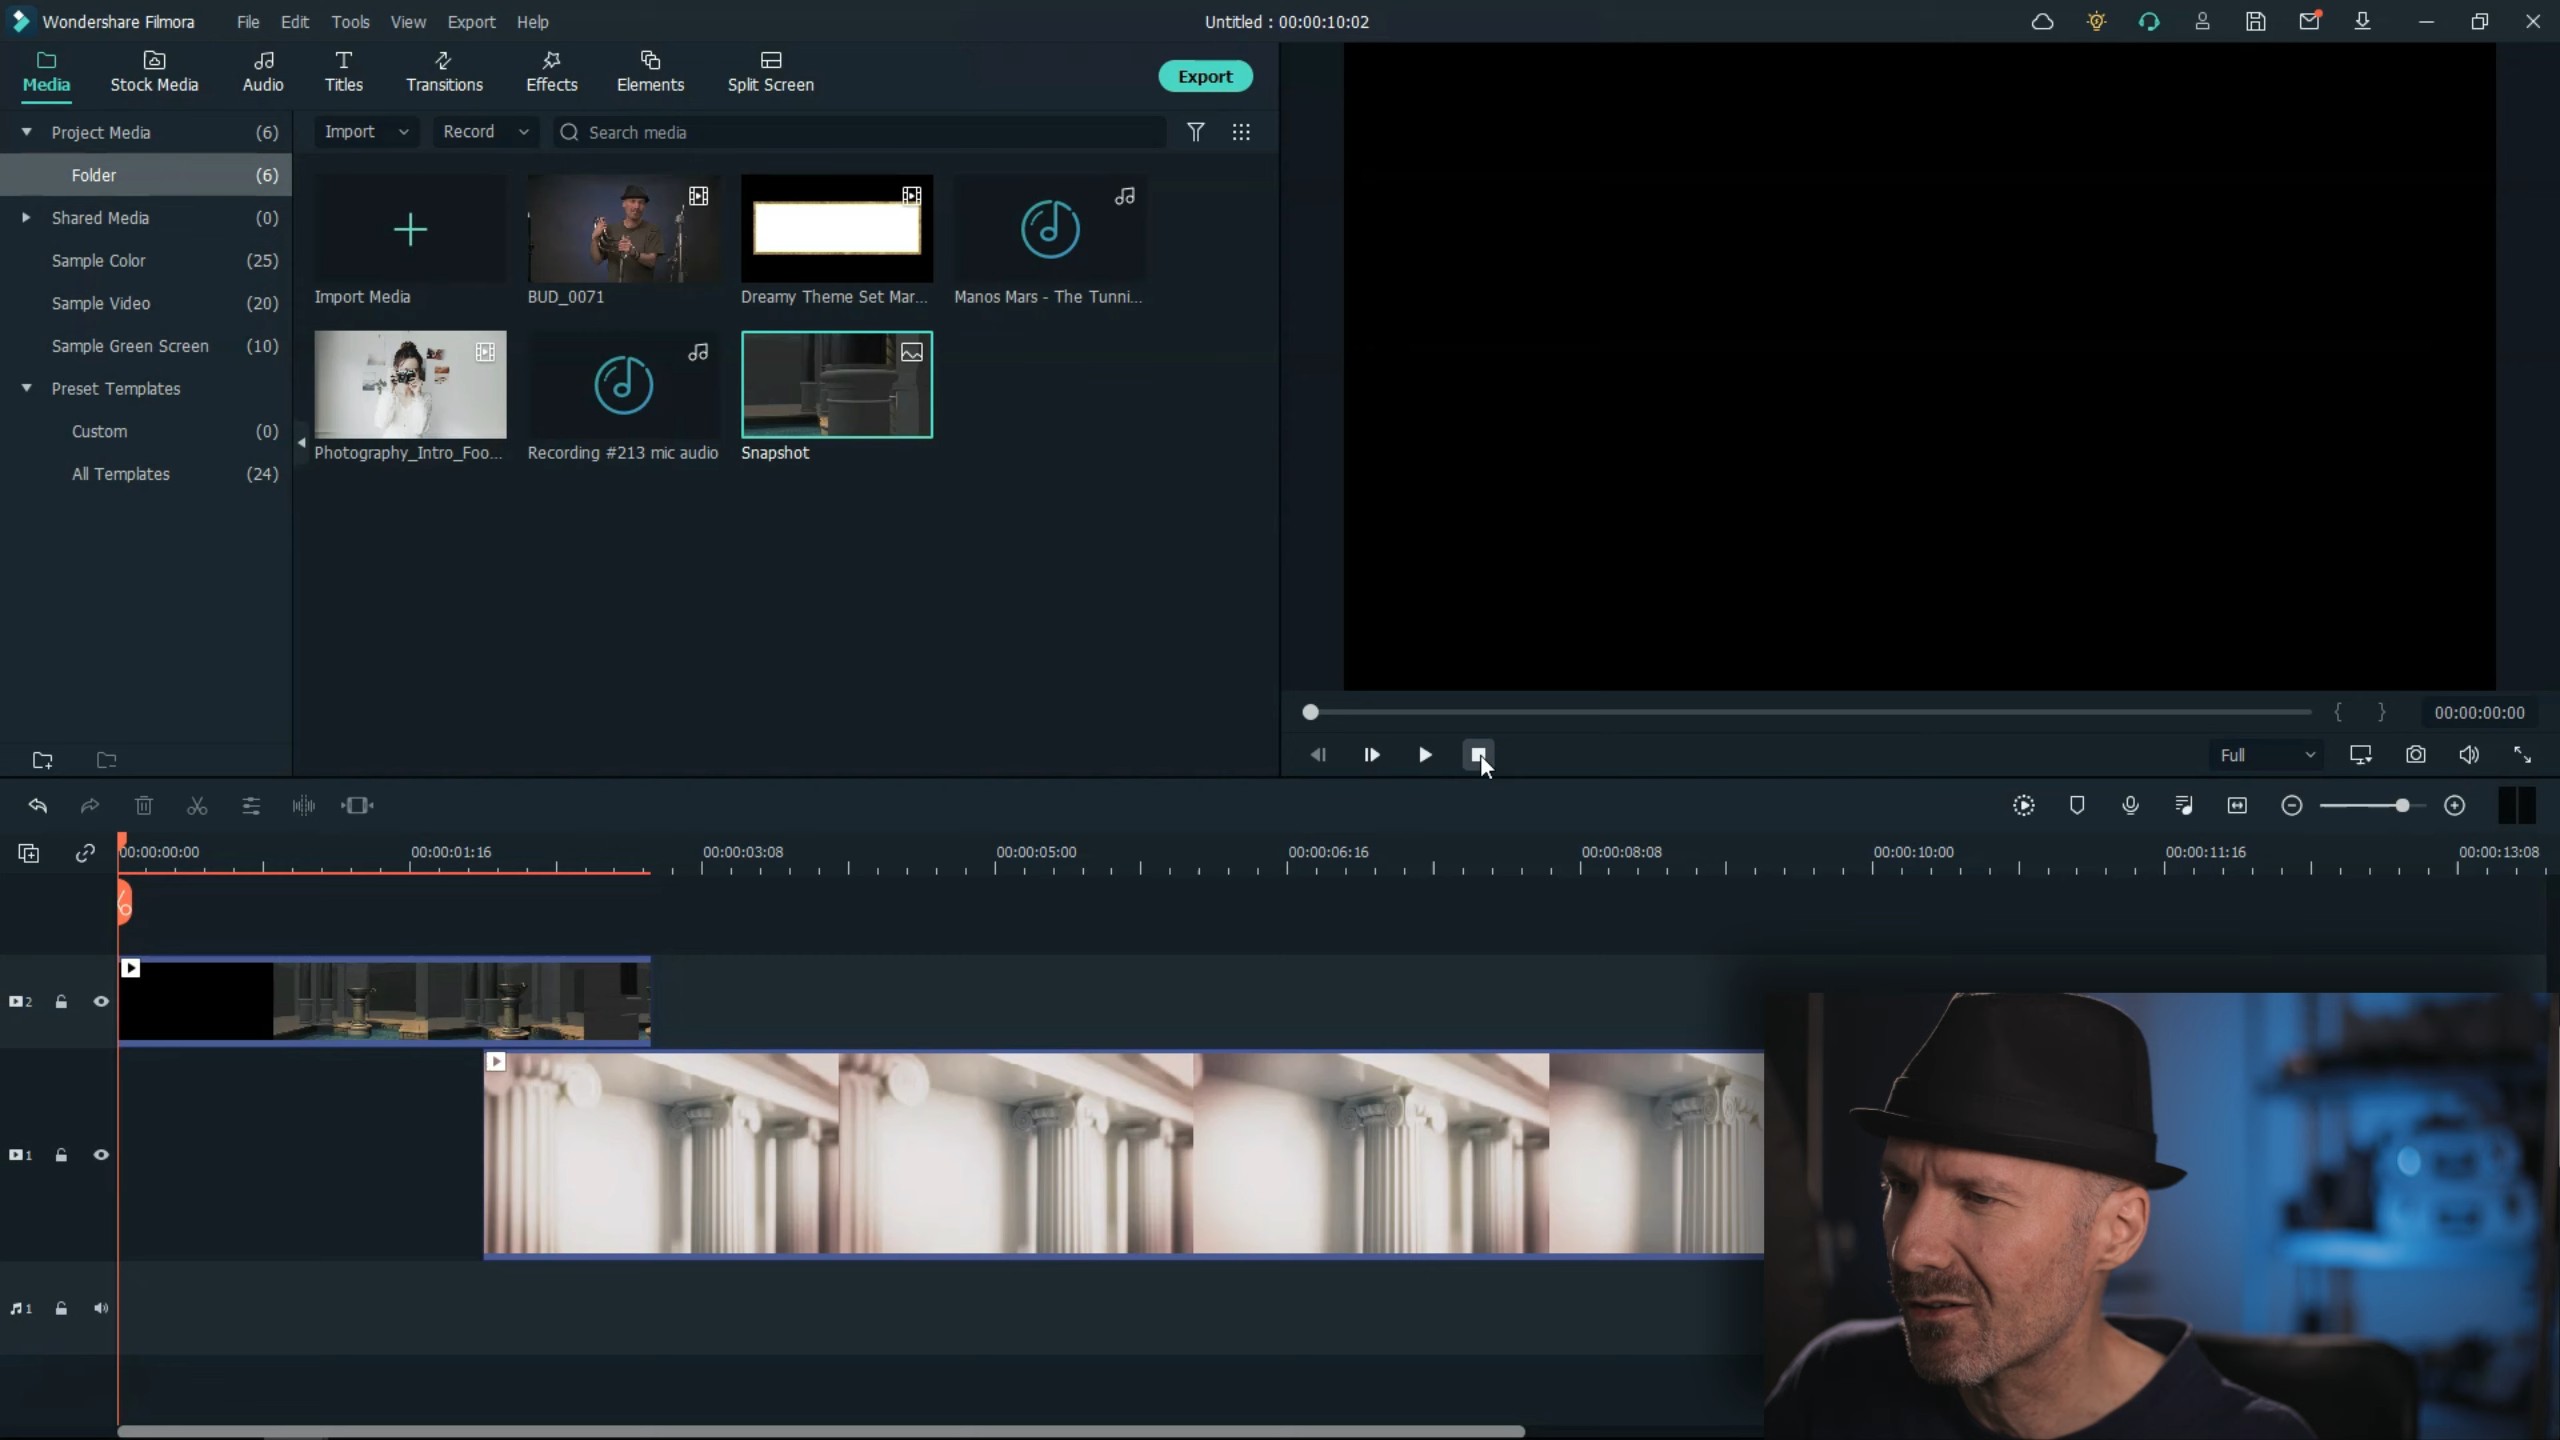 Wondershare Filmora File Edit Tools View Export Help Untitled : 00:00:10:02
Media Stock Media Audio Titles Transitions Effects Elements Split Screen Export
Project Media (6) Import Record Search media
Folder (6)
Shared Media (0)
Sample Color (25)
Sample Video (20)
Import Media BUD_0071 Dreamy Theme Set Mar... Manos Mars - The Tunni...
Sample Green Screen (10)
Preset Templates
Custom (0)
Photography_Intro_Foo... Recording #213 mic audio Snapshot
All Templates (24)
{ } 00:00:00:00
Full
00:00:00:00 00:00:01:16 00:00:03:08 00:00:05:00 00:00:06:16 00:00:08:08 00:00:10:00 00:00:11:16 00:00:13:08
2
1
1